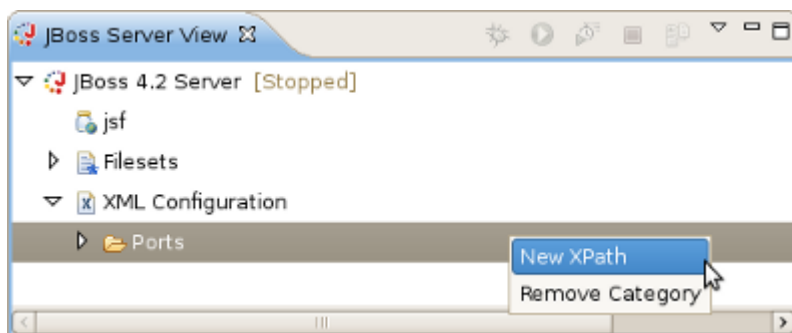 JBoss Server View
JBoss 4.2 Server [Stopped]
jsf
Filesets
XML Configuration
Ports
New XPath
Remove Category